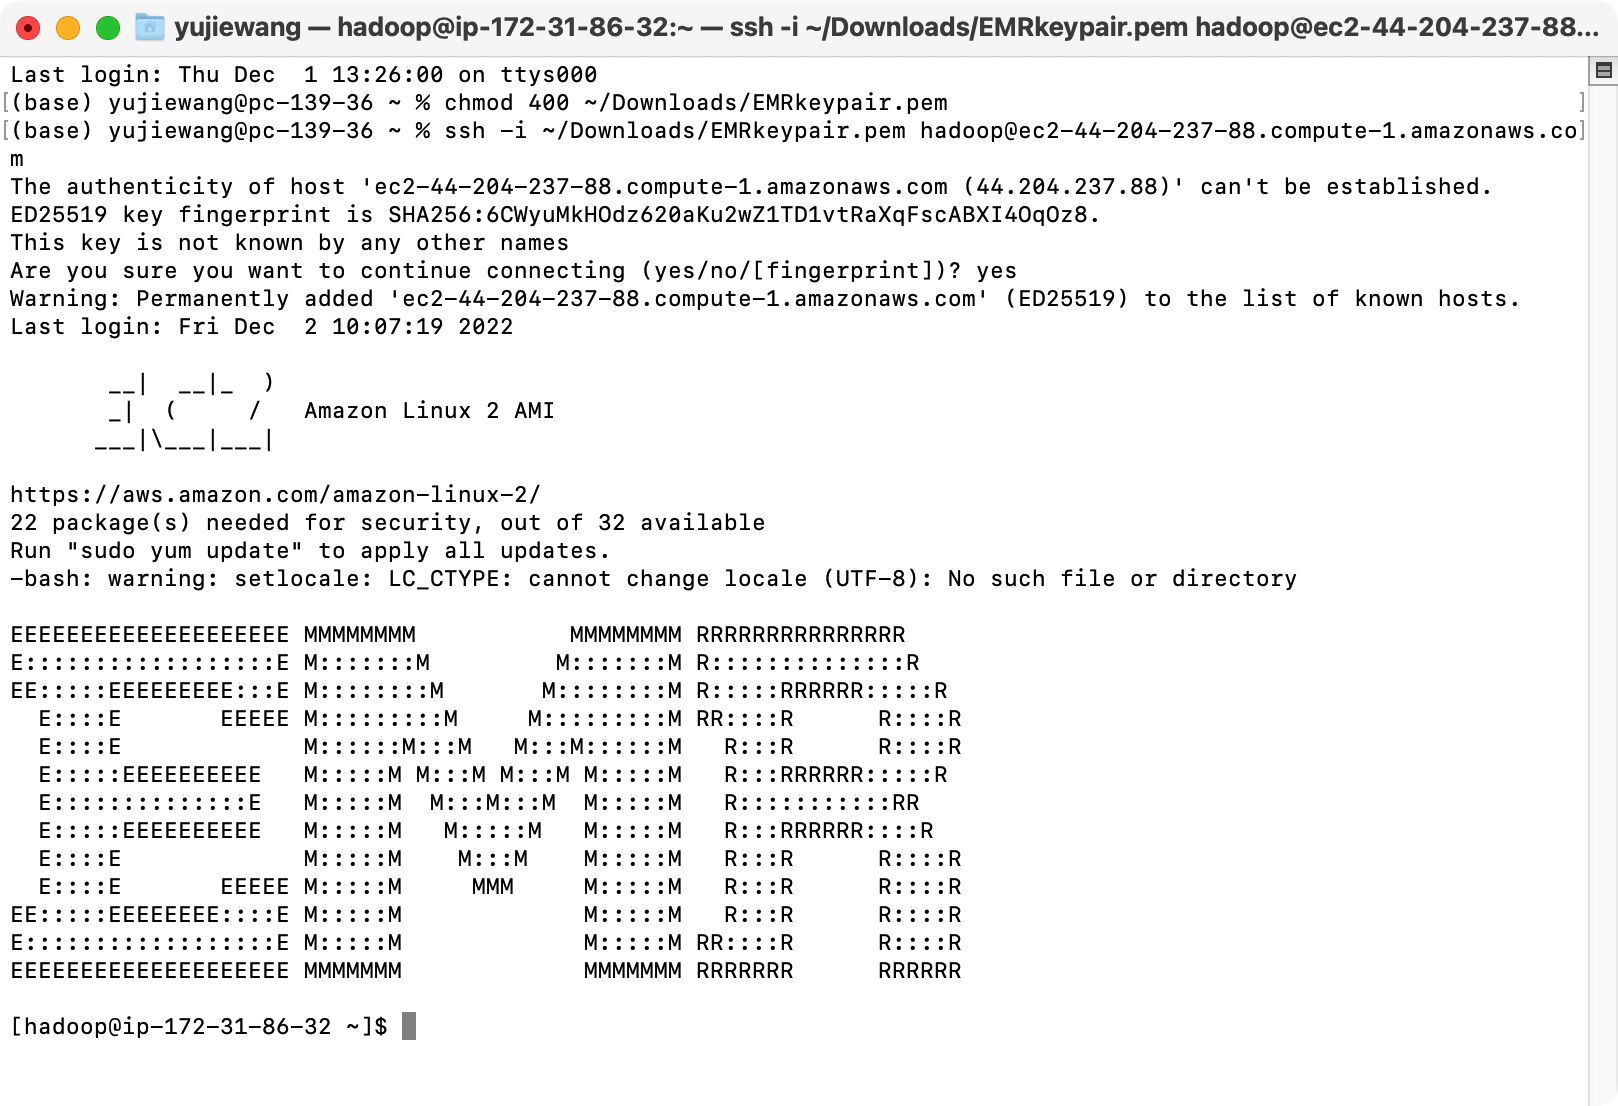 yujiewang — hadoop@ip-172-31-86-32:~ — ssh -i ~/Downloads/EMRkeypair.pem hadoop@ec2-44-204-237-88...
Last login: Thu Dec  1 13:26:00 on ttys000
[(base) yujiewang@pc-139-36 ~ % chmod 400 ~/Downloads/EMRkeypair.pem ]
[(base) yujiewang@pc-139-36 ~ % ssh -i ~/Downloads/EMRkeypair.pem hadoop@ec2-44-204-237-88.compute-1.amazonaws.co]
m
The authenticity of host 'ec2-44-204-237-88.compute-1.amazonaws.com (44.204.237.88)' can't be established.
ED25519 key fingerprint is SHA256:6CWyuMkHOdz620aKu2wZ1TD1vtRaXqFscABXI4OqOz8.
This key is not known by any other names
Are you sure you want to continue connecting (yes/no/[fingerprint])? yes
Warning: Permanently added 'ec2-44-204-237-88.compute-1.amazonaws.com' (ED25519) to the list of known hosts.
Last login: Fri Dec  2 10:07:19 2022

       __|  __|_  )
       _|  (     /   Amazon Linux 2 AMI
      ___|\___|___|

https://aws.amazon.com/amazon-linux-2/
22 package(s) needed for security, out of 32 available
Run "sudo yum update" to apply all updates.
-bash: warning: setlocale: LC_CTYPE: cannot change locale (UTF-8): No such file or directory

EEEEEEEEEEEEEEEEEEEE MMMMMMMM           MMMMMMMM RRRRRRRRRRRRRRR
E::::::::::::::::::E M:::::::M         M:::::::M R::::::::::::::R
EE:::::EEEEEEEEE:::E M::::::::M       M::::::::M R:::::RRRRRR:::::R
  E::::E       EEEEE M:::::::::M     M:::::::::M RR::::R      R::::R
  E::::E             M::::::M:::M   M:::M::::::M   R:::R      R::::R
  E:::::EEEEEEEEEE   M:::::M M:::M M:::M M:::::M   R:::RRRRRR:::::R
  E::::::::::::::E   M:::::M  M:::M:::M  M:::::M   R:::::::::::RR
  E:::::EEEEEEEEEE   M:::::M   M:::::M   M:::::M   R:::RRRRRR::::R
  E::::E             M:::::M    M:::M    M:::::M   R:::R      R::::R
  E::::E       EEEEE M:::::M     MMM     M:::::M   R:::R      R::::R
EE:::::EEEEEEEE::::E M:::::M             M:::::M   R:::R      R::::R
E::::::::::::::::::E M:::::M             M:::::M RR::::R      R::::R
EEEEEEEEEEEEEEEEEEEE MMMMMMM             MMMMMMM RRRRRRR      RRRRRR

[hadoop@ip-172-31-86-32 ~]$